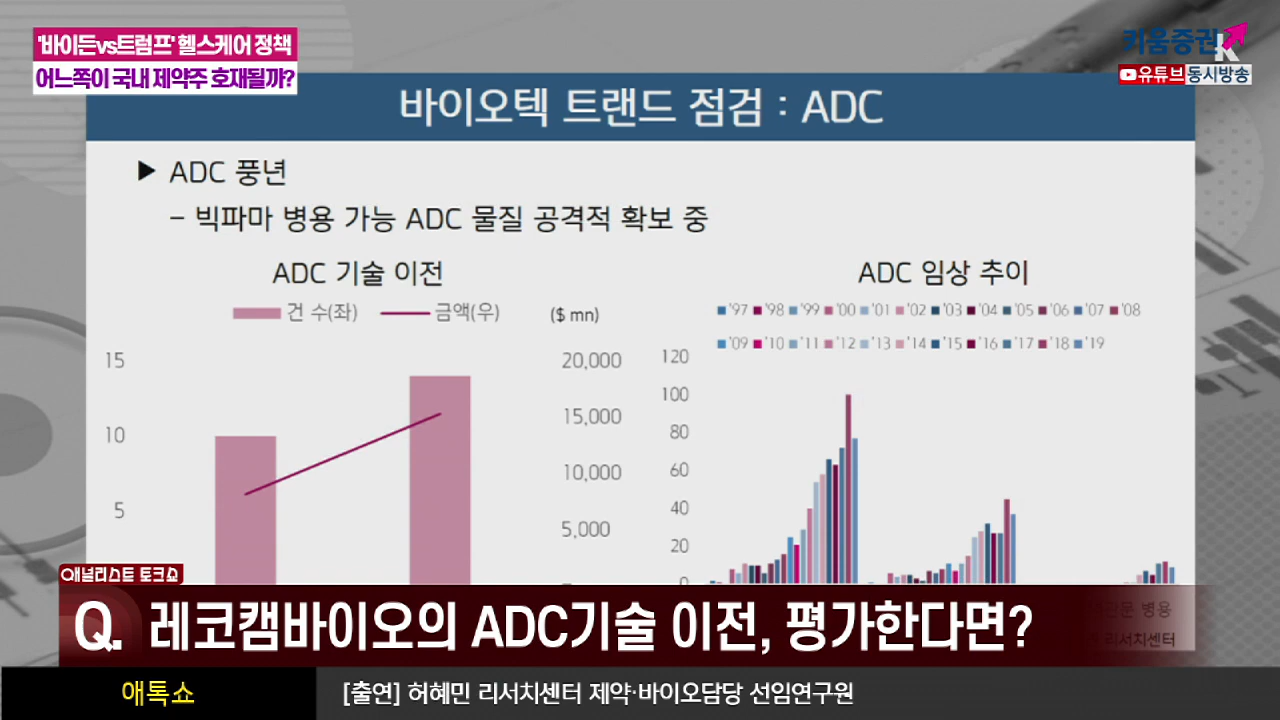 '바이든vs트럼프' 헬스케어 정책
어느쪽이 국내 제약주 호재될까?
키움증권
유튜브 동시방송
바이오텍 트랜드 점검 : ADC
▶ ADC 풍년
– 빅파마 병용 가능 ADC 물질 공격적 확보 중
ADC 기술 이전
건 수(좌) 금액(우) ($ mn)
15
10
5
20,000
15,000
10,000
5,000
ADC 임상 추이
'97 '98 '99 '00 '01 '02 '03 '04 '05 '06 '07 '08
'09 '10 '11 '12 '13 '14 '15 '16 '17 '18 '19
120
100
80
60
40
20
0
병용
리서치센터
애널리스트 토크쇼
Q. 레코캠바이오의 ADC기술 이전, 평가한다면?
애톡쇼
[출연] 허혜민 리서치센터 제약·바이오담당 선임연구원